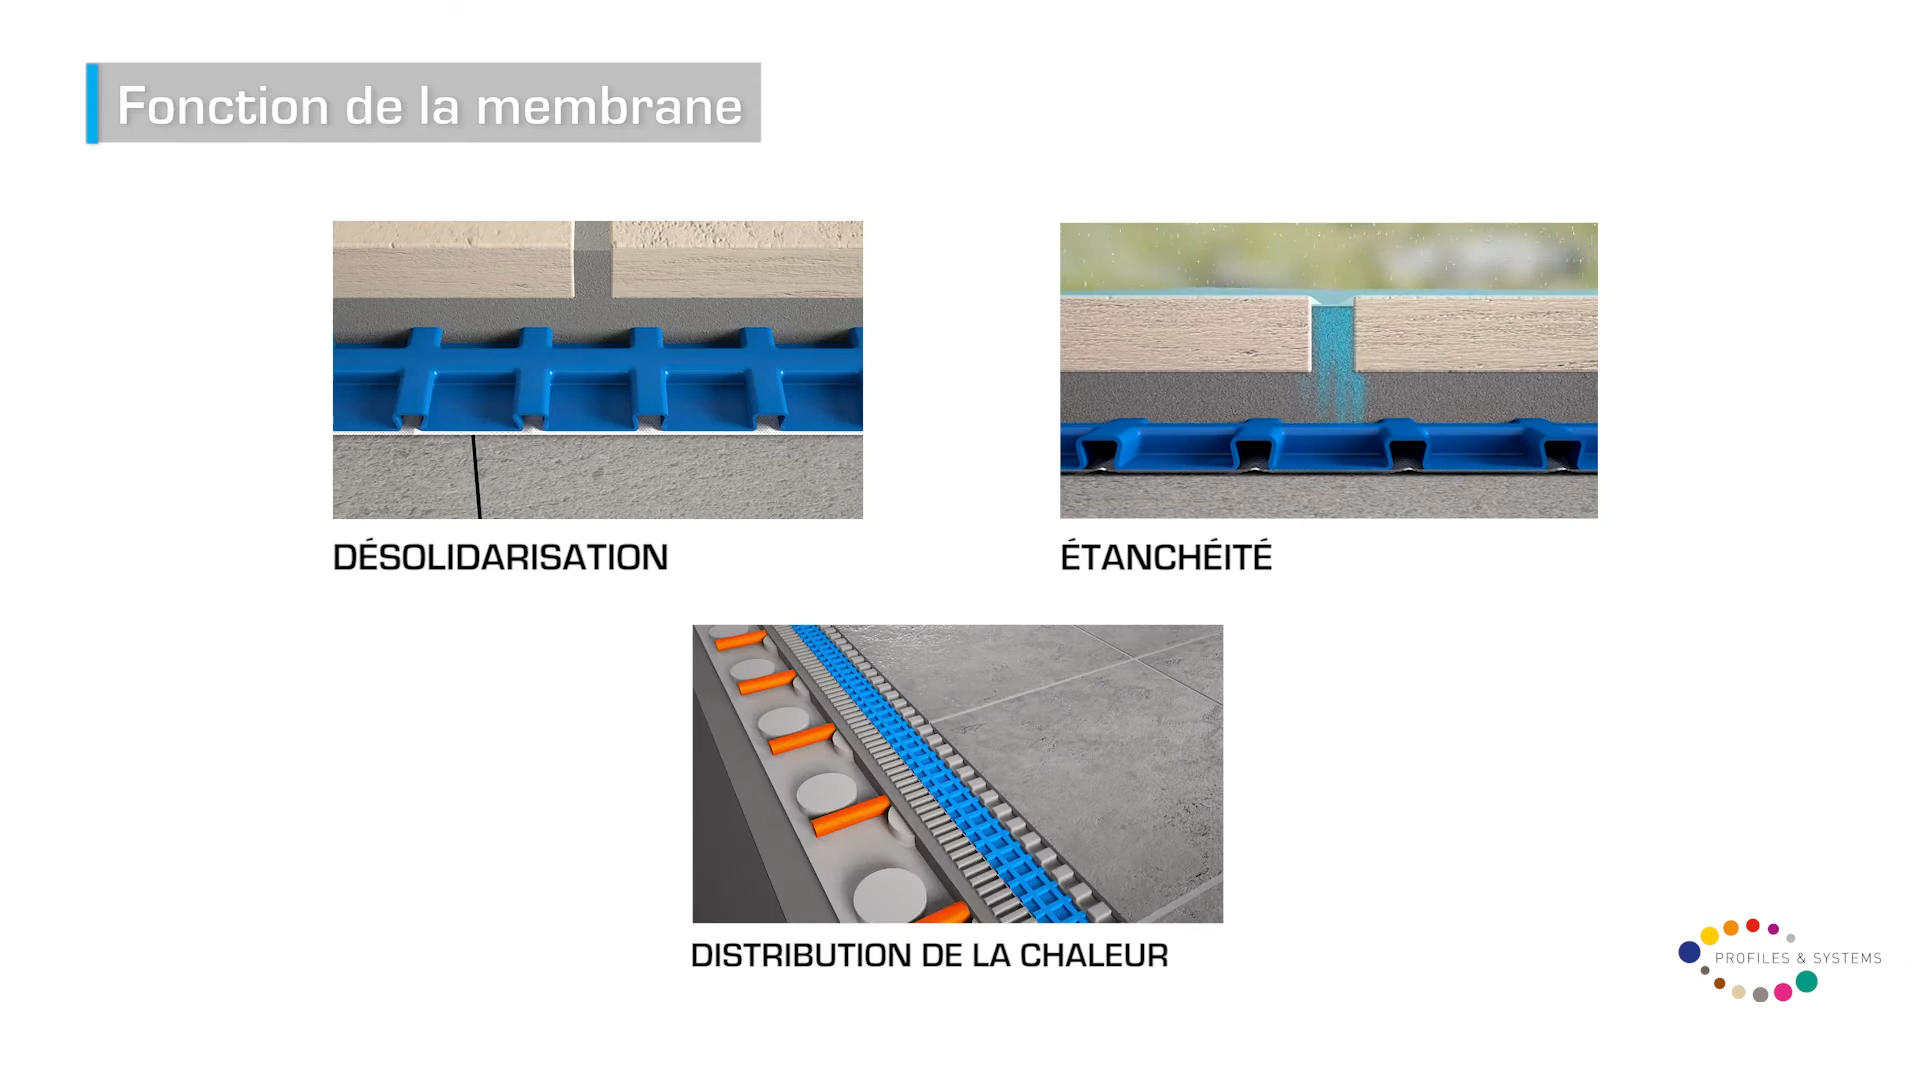 Fonction de la membrane
DÉSOLIDARISATION
ÉTANCHÉITÉ
DISTRIBUTION DE LA CHALEUR
PROFILES & SYSTEMS